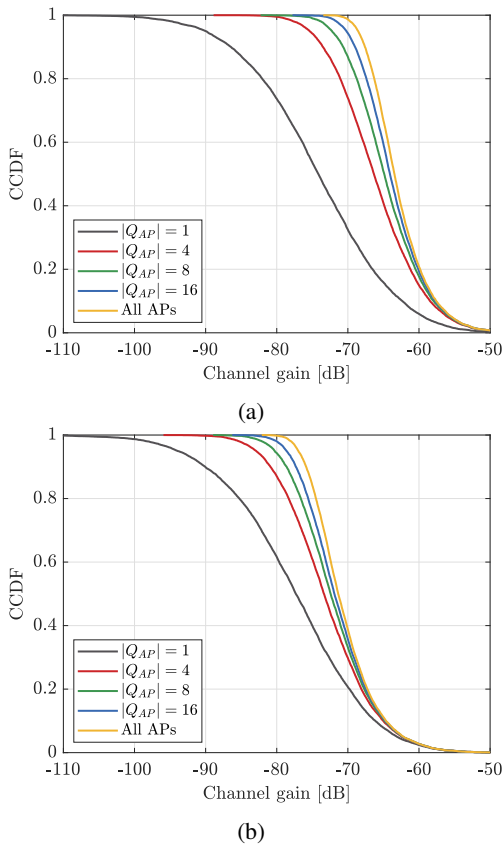 1
0.8
0.6
0.4
0.2
0
CCDF
|Q_AP| = 1
|Q_AP| = 4
|Q_AP| = 8
|Q_AP| = 16
All APs
-110 -100 -90 -80 -70 -60 -50
Channel gain [dB]
(a)
1
0.8
0.6
0.4
0.2
0
CCDF
|Q_AP| = 1
|Q_AP| = 4
|Q_AP| = 8
|Q_AP| = 16
All APs
-110 -100 -90 -80 -70 -60 -50
Channel gain [dB]
(b)